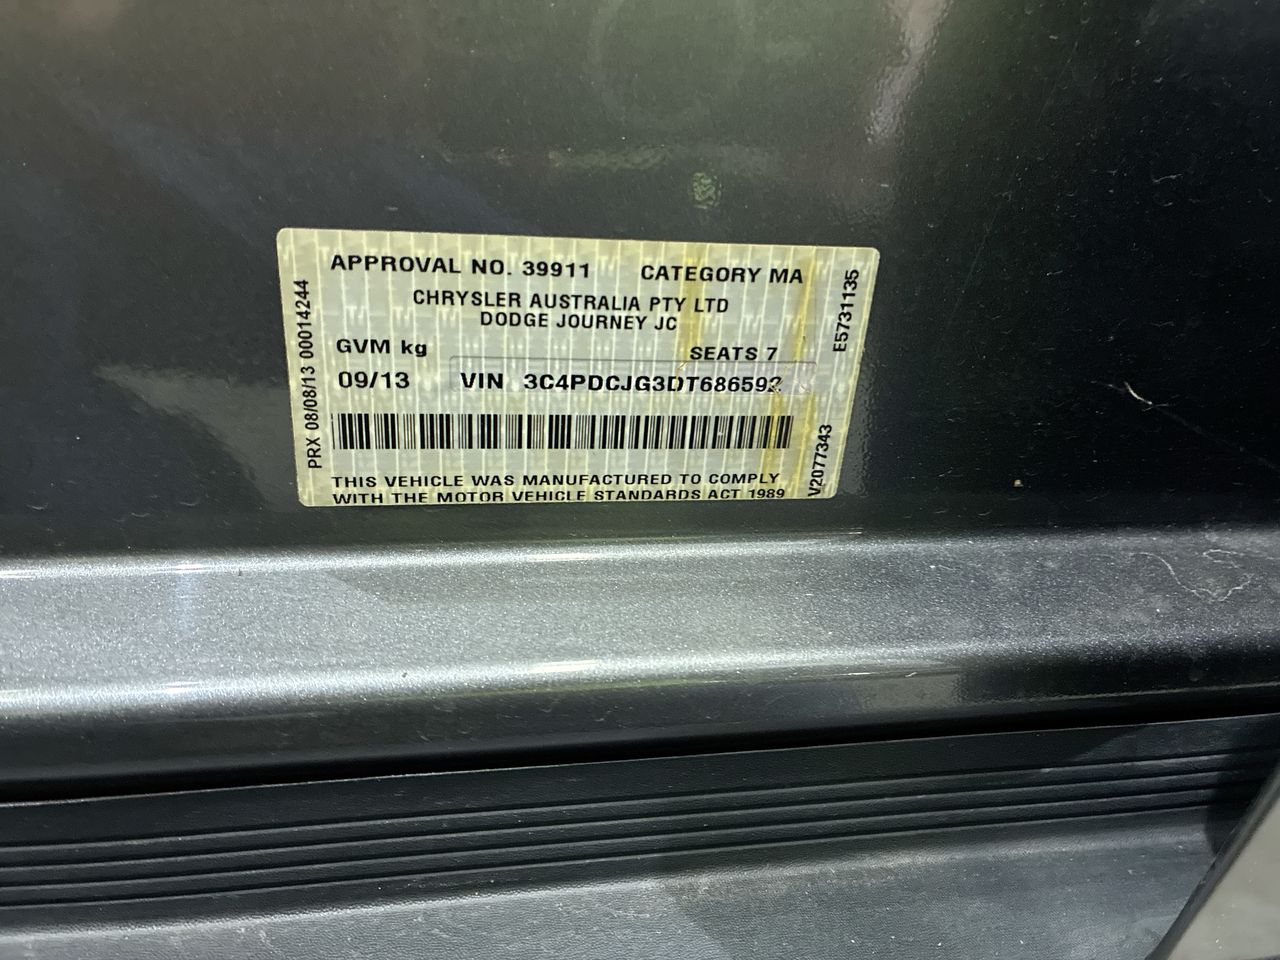 APPROVAL NO. 39911 CATEGORY MA
CHRYSLER AUSTRALIA PTY LTD
DODGE JOURNEY JC
GVM kg SEATS 7
09/13 VIN 3C4PDCJG3DT686592
THIS VEHICLE WAS MANUFACTURED TO COMPLY
WITH THE MOTOR VEHICLE STANDARDS ACT 1989
PRX 08/08/13 00014244
E5731135
V2077343